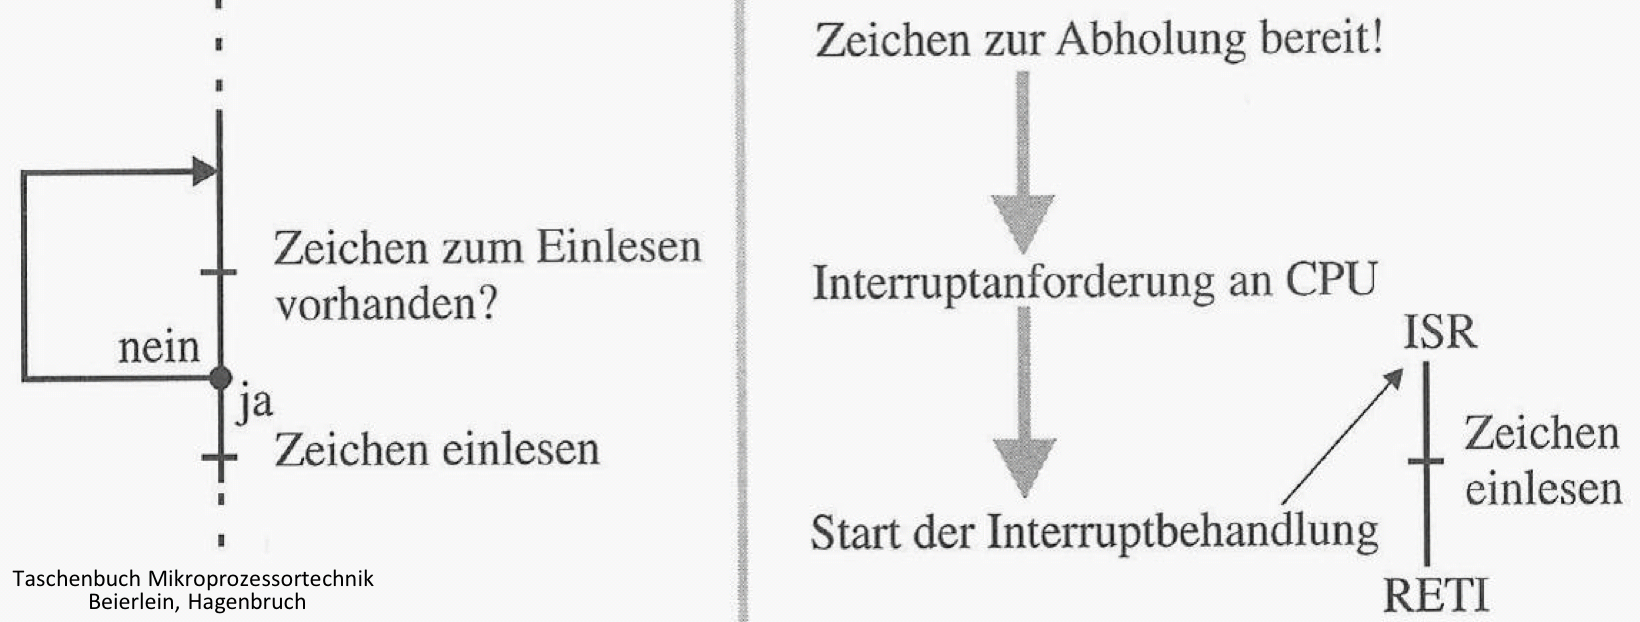 Zeichen zum Einlesen
vorhanden?
nein
ja
Zeichen einlesen
Taschenbuch Mikroprozessortechnik
Beierlein, Hagenbruch
Zeichen zur Abholung bereit!
Interruptanforderung an CPU
Start der Interruptbehandlung
ISR
Zeichen
einlesen
RETI